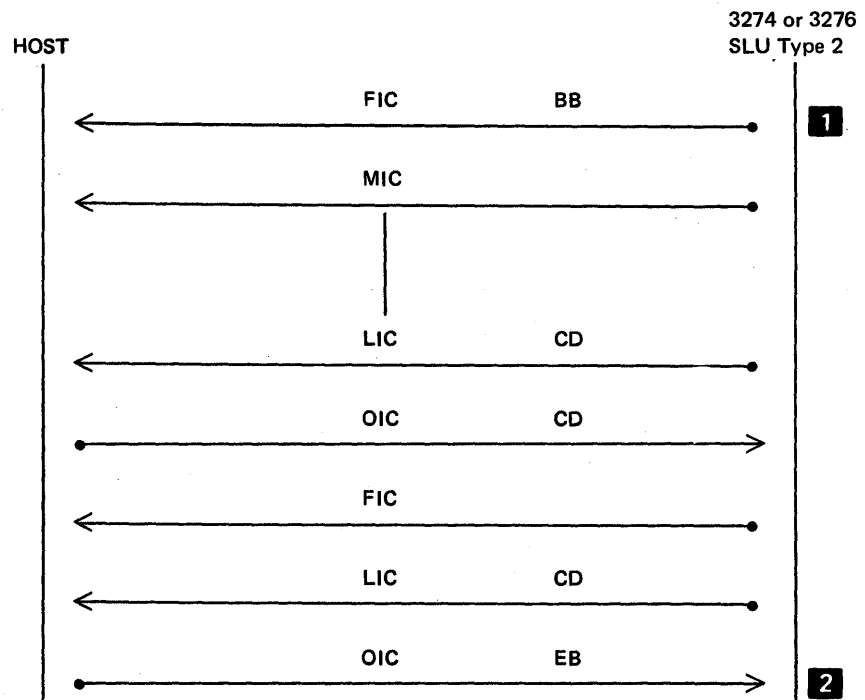 3274 or 3276
HOST SLU Type 2
FIC BB 1
MIC
LIC CD
OIC CD
FIC
LIC CD
OIC EB 2